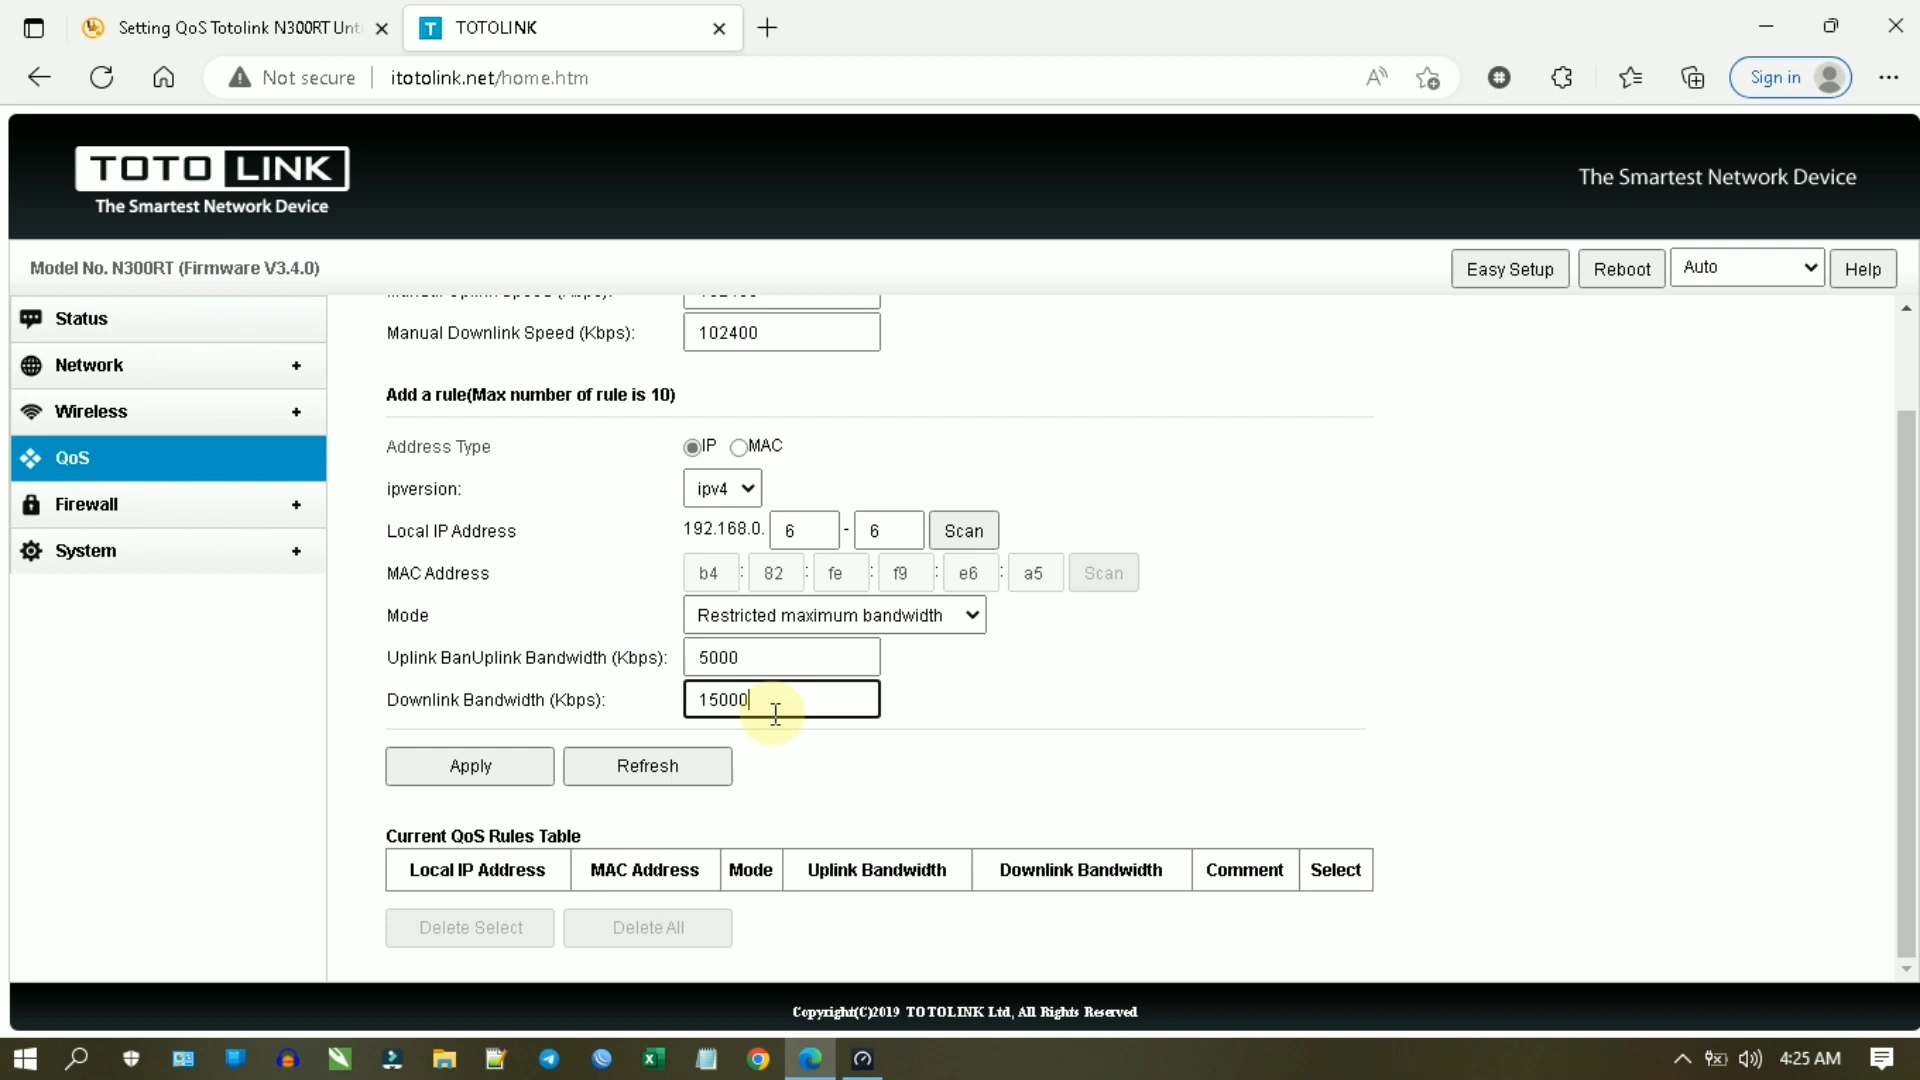 Setting QoS Totolink N300RT Unt
TOTOLINK
Not secure
itotolink.net/home.htm
Sign in
TOTO LINK
The Smartest Network Device
The Smartest Network Device
Model No. N300RT (Firmware V3.4.0)
Easy Setup
Reboot
Auto
Help
Status
Network +
Wireless +
QoS
Firewall +
System +
Manual Downlink Speed (Kbps): 102400
Add a rule(Max number of rule is 10)
Address Type IP MAC
ipversion: ipv4
Local IP Address 192.168.0. 6 - 6 Scan
MAC Address b4 : 82 : fe : f9 : e6 : a5 Scan
Mode Restricted maximum bandwidth
Uplink BanUplink Bandwidth (Kbps): 5000
Downlink Bandwidth (Kbps): 15000
Apply Refresh
Current QoS Rules Table
Local IP Address MAC Address Mode Uplink Bandwidth Downlink Bandwidth Comment Select
Delete Select Delete All
Copyright(C)2019 TOTOLINK Ltd, All Rights Reserved
4:25 AM